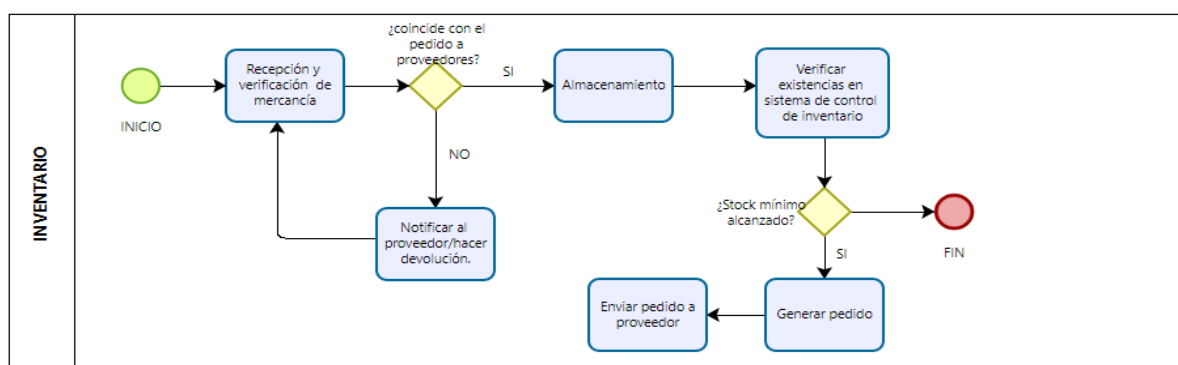 INVENTARIO
INICIO
Recepción y
verificación de
mercancía
¿coincide con el
pedido a
proveedores?
SI
NO
Notificar al
proveedor/hacer
devolución.
Almacenamiento
Verificar
existencias en
sistema de control
de inventario
¿Stock mínimo
alcanzado?
FIN
SI
Generar pedido
Enviar pedido a
proveedor